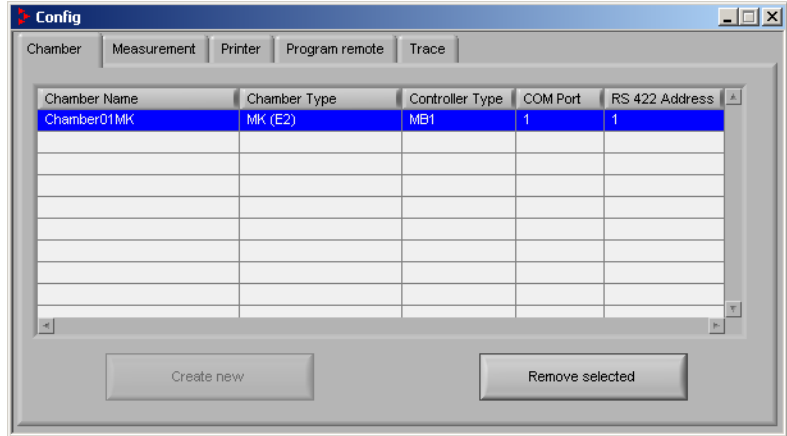 Config
Chamber Measurement Printer Program remote Trace
Chamber Name Chamber Type Controller Type COM Port RS 422 Address
Chamber01MK MK (E2) MB1 1 1
Create new Remove selected